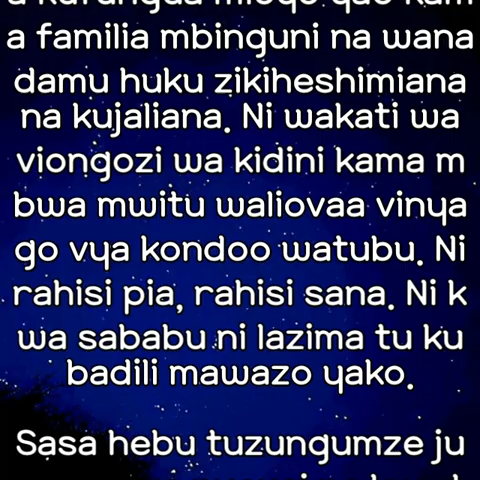 a familia mbinguni na wana
damu huku zikiheshimiana
na kujaliana. Ni wakati wa
viongozi wa kidini kama m
bwa mwitu waliovaa vinya
go vya kondoo watubu. Ni
rahisi pia, rahisi sana. Ni k
wa sababu ni lazima tu ku
badili mawazo yako.
Sasa hebu tuzungumze ju